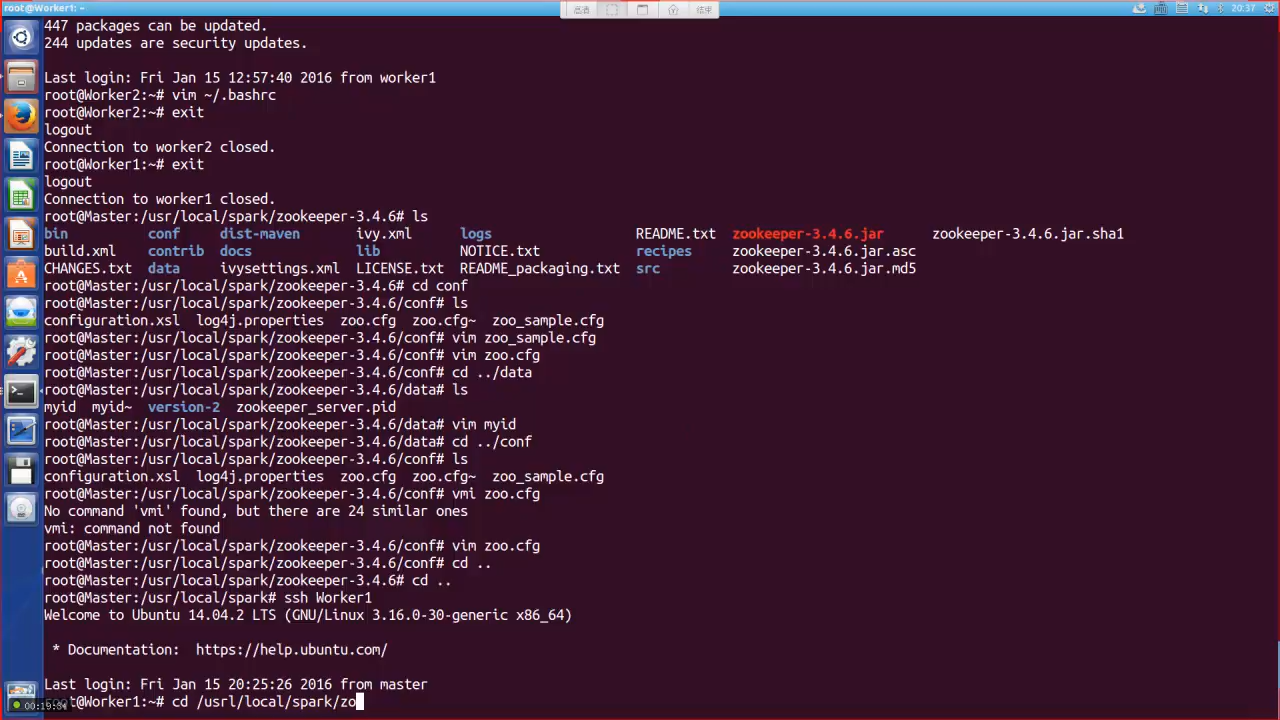 root@Worker1: ~
高清
结束
20:37
447 packages can be updated.
244 updates are security updates.
Last login: Fri Jan 15 12:57:40 2016 from worker1
root@Worker2:~# vim ~/.bashrc
root@Worker2:~# exit
logout
Connection to worker2 closed.
root@Worker1:~# exit
logout
Connection to worker1 closed.
root@Master:/usr/local/spark/zookeeper-3.4.6# ls
bin conf dist-maven ivy.xml logs README.txt zookeeper-3.4.6.jar zookeeper-3.4.6.jar.sha1
build.xml contrib docs lib NOTICE.txt recipes zookeeper-3.4.6.jar.asc
CHANGES.txt data ivysettings.xml LICENSE.txt README_packaging.txt src zookeeper-3.4.6.jar.md5
root@Master:/usr/local/spark/zookeeper-3.4.6# cd conf
root@Master:/usr/local/spark/zookeeper-3.4.6/conf# ls
configuration.xsl log4j.properties zoo.cfg zoo.cfg~ zoo_sample.cfg
root@Master:/usr/local/spark/zookeeper-3.4.6/conf# vim zoo_sample.cfg
root@Master:/usr/local/spark/zookeeper-3.4.6/conf# vim zoo.cfg
root@Master:/usr/local/spark/zookeeper-3.4.6/conf# cd ../data
root@Master:/usr/local/spark/zookeeper-3.4.6/data# ls
myid myid~ version-2 zookeeper_server.pid
root@Master:/usr/local/spark/zookeeper-3.4.6/data# vim myid
root@Master:/usr/local/spark/zookeeper-3.4.6/data# cd ../conf
root@Master:/usr/local/spark/zookeeper-3.4.6/conf# ls
configuration.xsl log4j.properties zoo.cfg zoo.cfg~ zoo_sample.cfg
root@Master:/usr/local/spark/zookeeper-3.4.6/conf# vmi zoo.cfg
No command 'vmi' found, but there are 24 similar ones
vmi: command not found
root@Master:/usr/local/spark/zookeeper-3.4.6/conf# vim zoo.cfg
root@Master:/usr/local/spark/zookeeper-3.4.6/conf# cd ..
root@Master:/usr/local/spark/zookeeper-3.4.6# cd ..
root@Master:/usr/local/spark# ssh Worker1
Welcome to Ubuntu 14.04.2 LTS (GNU/Linux 3.16.0-30-generic x86_64)
* Documentation: https://help.ubuntu.com/
Last login: Fri Jan 15 20:25:26 2016 from master
@Worker1:~# cd /usrl/local/spark/zo